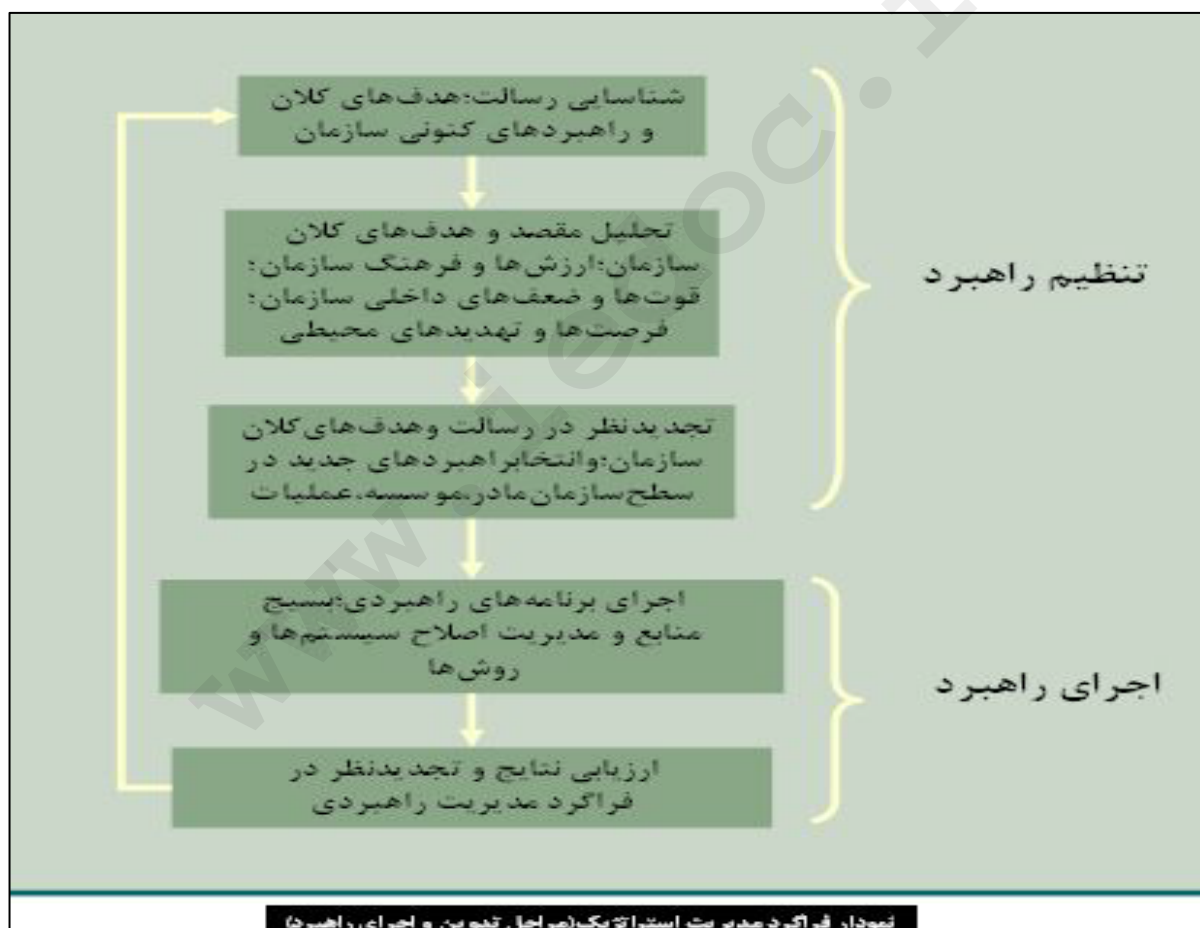 شناسایی رسالت؛هدف‌های کلان
و راهبردهای کنونی سازمان
تحلیل مقصد و هدف‌های کلان
سازمان؛ارزش‌ها و فرهنگ سازمان؛
قوت‌ها و ضعف‌های داخلی سازمان؛
فرصت‌ها و تهدیدهای محیطی
تنظیم راهبرد
تجدیدنظر در رسالت وهدف‌های‌کلان
سازمان؛وانتخابراهبردهای جدید در
سطح‌سازمان‌مادر،موسسه،عملیات
اجرای برنامه‌های راهبردی؛بسیج
منابع و مدیریت اصلاح سیستم‌ها و
روش‌ها
اجرای راهبرد
ارزیابی نتایج و تجدیدنظر در
فراگرد مدیریت راهبردی
نمودار فراگرد مدیریت استراتژیک(مراحل تدوین و اجرای راهبرد)